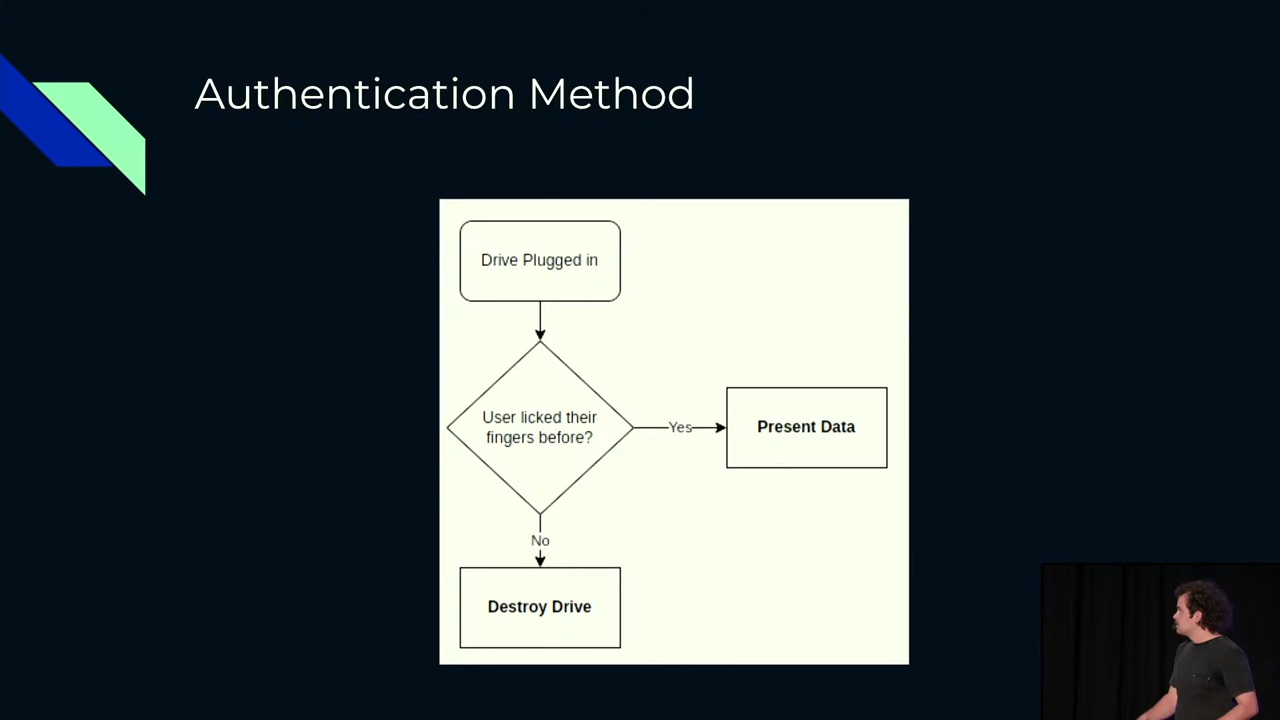 Authentication Method
Drive Plugged in
User licked their
fingers before?
Yes
Present Data
No
Destroy Drive